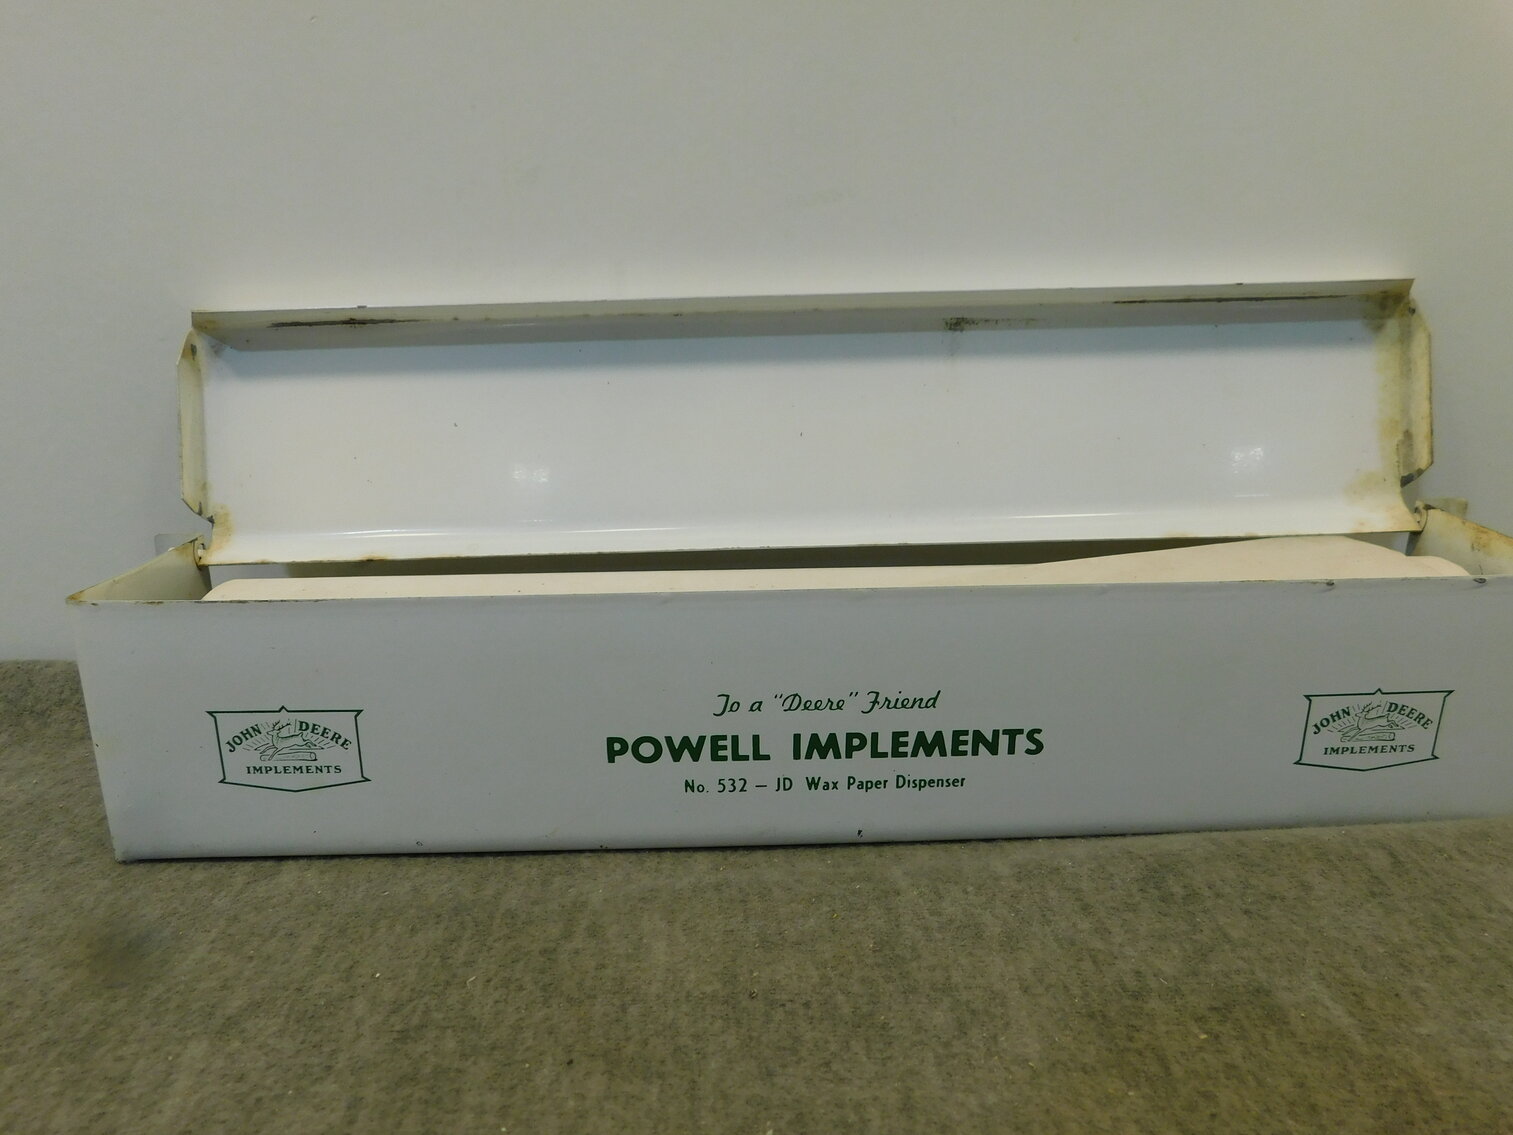 JOHN DEERE
IMPLEMENTS
To a "Deere" Friend
POWELL IMPLEMENTS
No. 532 — JD Wax Paper Dispenser
JOHN DEERE
IMPLEMENTS